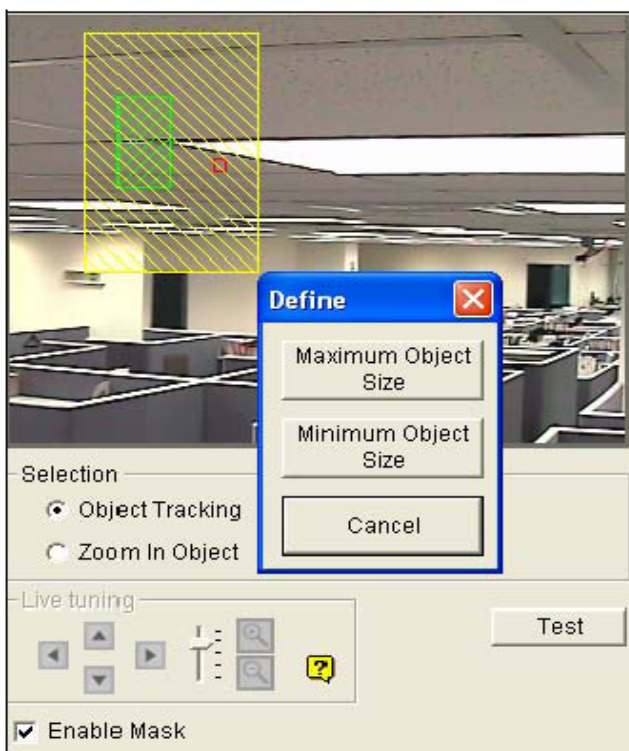 Define
Maximum Object
Size
Minimum Object
Size
Cancel
Selection
Object Tracking
Zoom In Object
Live tuning
Test
?
Enable Mask